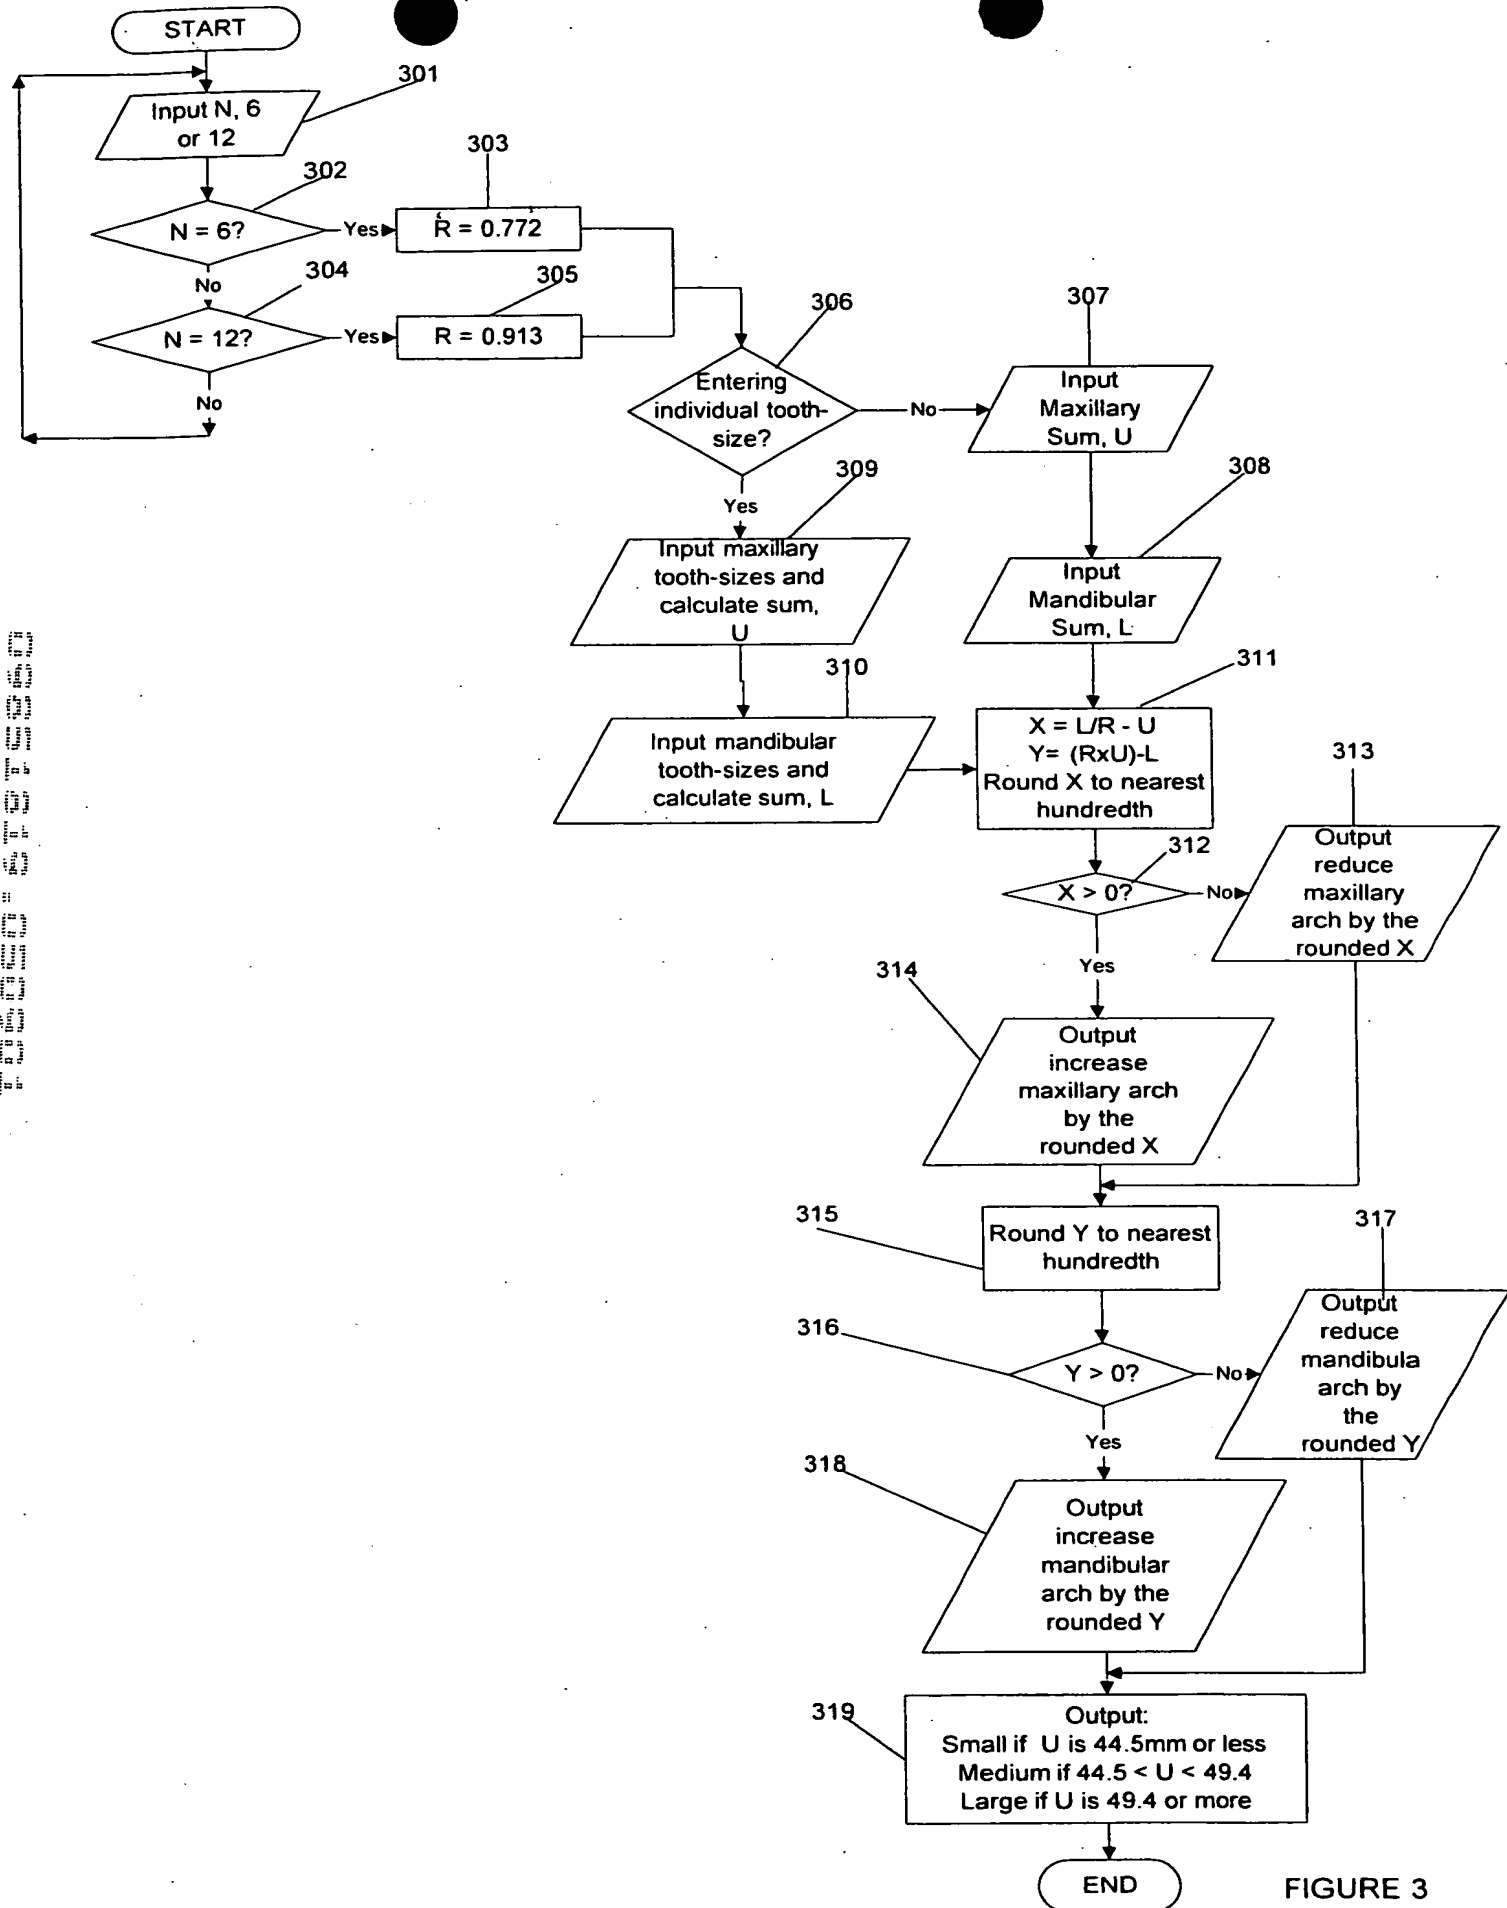 START
301
Input N, 6
or 12
302
303
N = 6?
Yes
R = 0.772
No
304
305
N = 12?
Yes
R = 0.913
No
306
307
Entering
individual tooth-
size?
No
Input
Maxillary
Sum, U
Yes
309
308
Input maxillary
tooth-sizes and
calculate sum,
U
Input
Mandibular
Sum, L
310
311
Input mandibular
tooth-sizes and
calculate sum, L
X = L/R - U
Y= (RxU)-L
Round X to nearest
hundredth
313
312
X > 0?
No
Output
reduce
maxillary
arch by the
rounded X
Yes
314
Output
increase
maxillary arch
by the
rounded X
315
Round Y to nearest
hundredth
317
316
Y > 0?
No
Output
reduce
mandibula
arch by
the
rounded Y
Yes
318
Output
increase
mandibular
arch by the
rounded Y
319
Output:
Small if U is 44.5mm or less
Medium if 44.5 < U < 49.4
Large if U is 49.4 or more
END
FIGURE 3